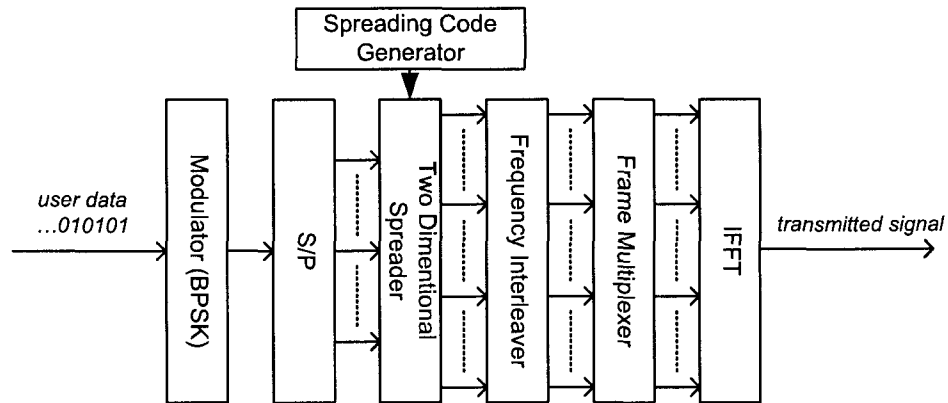 Spreading Code
Generator
user data
...010101
Modulator (BPSK)
S/P
Two Dimentional
Spreader
Frequency Interleaver
Frame Multiplexer
IFFT
transmitted signal